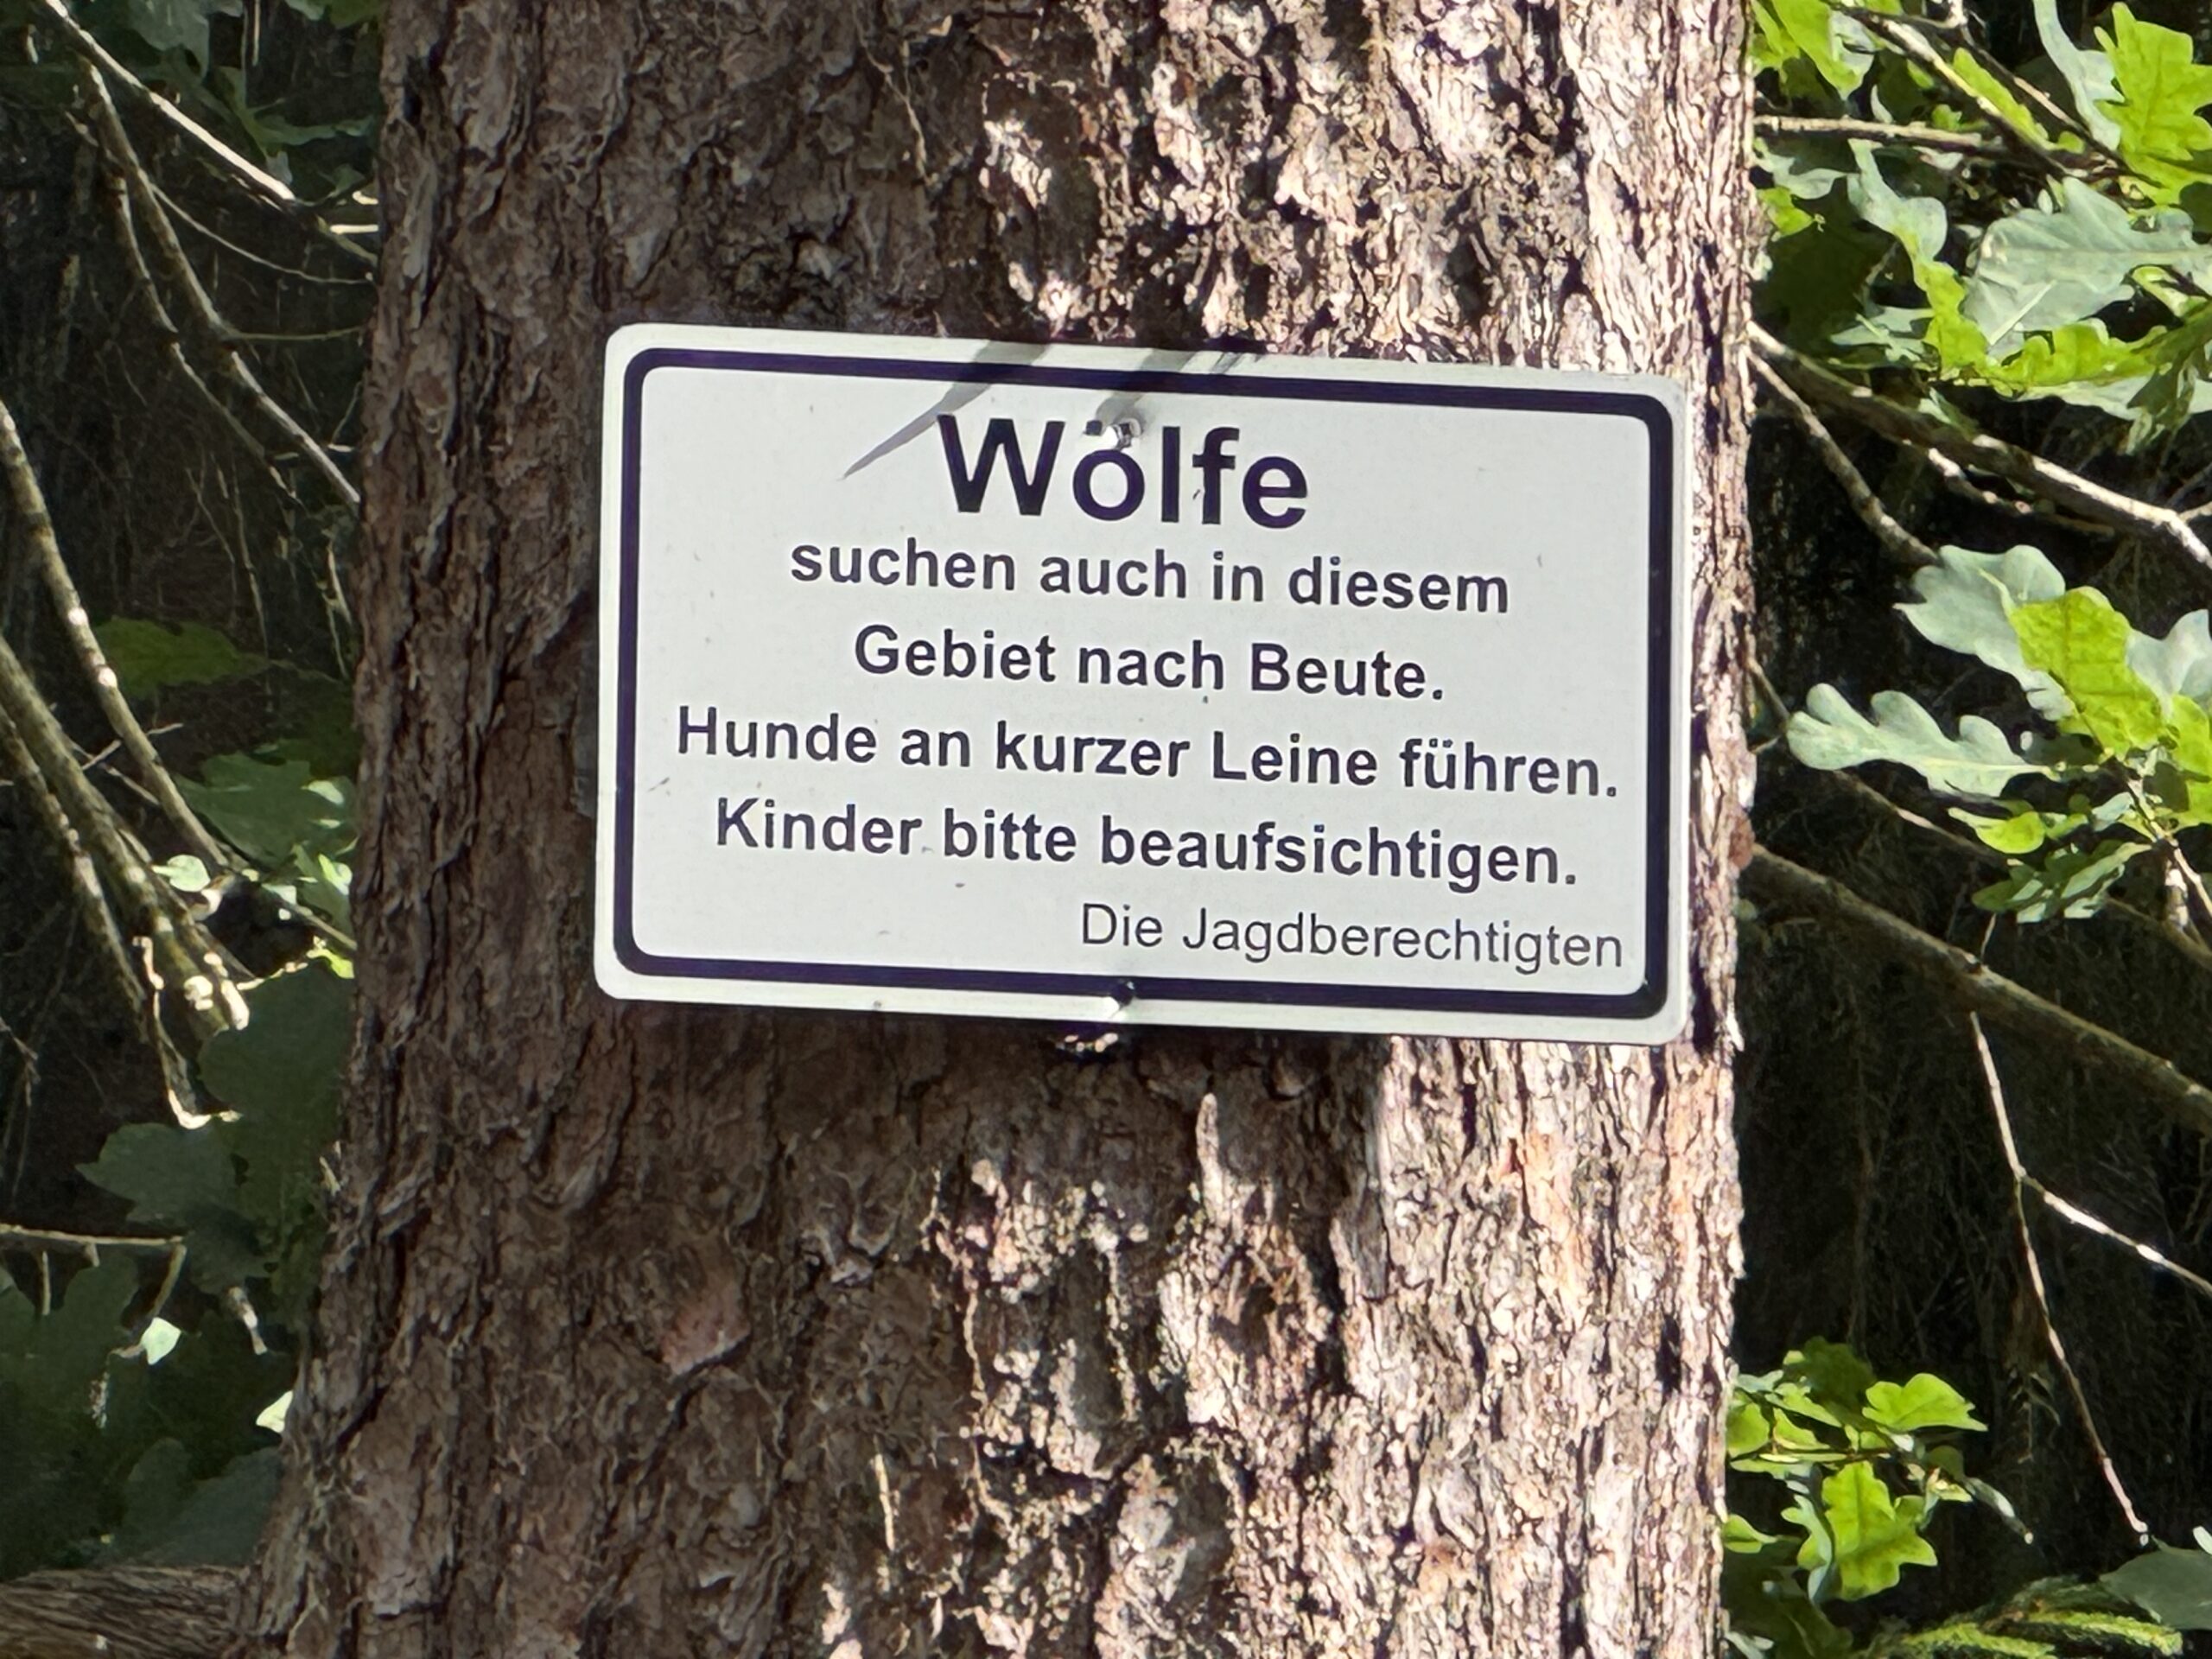 Wölfe
suchen auch in diesem
Gebiet nach Beute.
Hunde an kurzer Leine führen.
Kinder bitte beaufsichtigen.
Die Jagdberechtigten